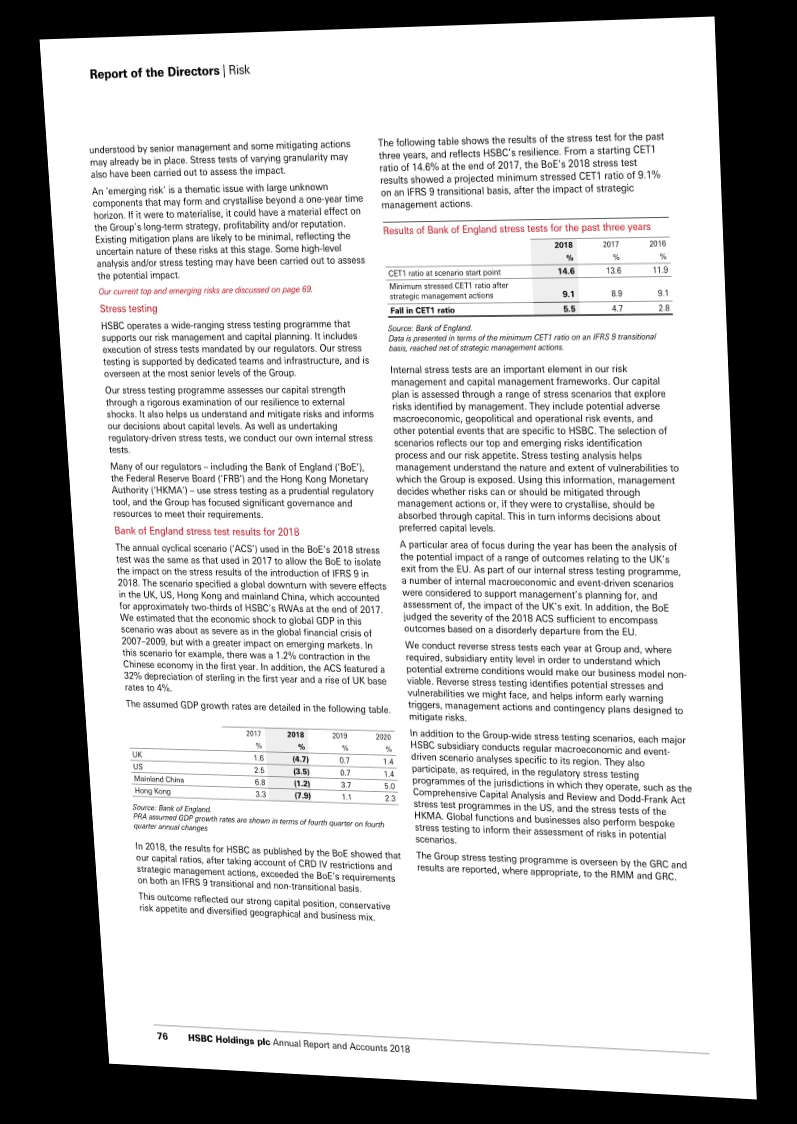 Report of the Directors | Risk
understood by senior management and some mitigating actions
may already be in place. Stress tests of varying granularity may
also have been carried out to assess the impact.
An 'emerging risk' is a thematic issue with large unknown
components that may form and crystallise beyond a one-year time
horizon. If it were to materialise, it could have a material effect on
the Group's long-term strategy, profitability and/or reputation.
Existing mitigation plans are likely to be minimal, reflecting the
uncertain nature of these risks at this stage. Some high-level
analysis and/or stress testing may have been carried out to assess
the potential impact.
Our current top and emerging risks are discussed on page 69.
Stress testing
HSBC operates a wide-ranging stress testing programme that
supports our risk management and capital planning. It includes
execution of stress tests mandated by our regulators. Our stress
testing is supported by dedicated teams and infrastructure, and is
overseen at the most senior levels of the Group.
Our stress testing programme assesses our capital strength
through a rigorous examination of our resilience to external
shocks. It also helps us understand and mitigate risks and informs
our decisions about capital levels. As well as undertaking
regulatory-driven stress tests, we conduct our own internal stress
tests.
Many of our regulators – including the Bank of England ('BoE'),
the Federal Reserve Board ('FRB') and the Hong Kong Monetary
Authority ('HKMA') – use stress testing as a prudential regulatory
tool, and the Group has focused significant governance and
resources to meet their requirements.
Bank of England stress test results for 2018
The annual cyclical scenario ('ACS') used in the BoE's 2018 stress
test was the same as that used in 2017 to allow the BoE to isolate
the impact on the stress results of the introduction of IFRS 9 in
2018. The scenario specified a global downturn with severe effects
in the UK, US, Hong Kong and mainland China, which accounted
for approximately two-thirds of HSBC's RWAs at the end of 2017.
We estimated that the economic shock to global GDP in this
scenario was about as severe as in the global financial crisis of
2007–2009, but with a greater impact on emerging markets. In
this scenario for example, there was a 1.2% contraction in the
Chinese economy in the first year. In addition, the ACS featured a
32% depreciation of sterling in the first year and a rise of UK base
rates to 4%.
The assumed GDP growth rates are detailed in the following table.
2017 2018 2019 2020
% % % %
UK 1.6 (4.7) 0.7 1.4
US 2.5 (3.5) 0.7 1.4
Mainland China 6.8 (1.2) 3.7 5.0
Hong Kong 3.3 (7.9) 1.1 2.3
Source: Bank of England.
PRA assumed GDP growth rates are shown in terms of fourth quarter on fourth
quarter annual changes
In 2018, the results for HSBC as published by the BoE showed that
our capital ratios, after taking account of CRD IV restrictions and
strategic management actions, exceeded the BoE's requirements
on both an IFRS 9 transitional and non-transitional basis.
This outcome reflected our strong capital position, conservative
risk appetite and diversified geographical and business mix.
The following table shows the results of the stress test for the past
three years, and reflects HSBC's resilience. From a starting CET1
ratio of 14.6% at the end of 2017, the BoE's 2018 stress test
results showed a projected minimum stressed CET1 ratio of 9.1%
on an IFRS 9 transitional basis, after the impact of strategic
management actions.
Results of Bank of England stress tests for the past three years
2018 2017 2016
% % %
CET1 ratio at scenario start point 14.6 13.6 11.9
Minimum stressed CET1 ratio after
strategic management actions 9.1 8.9 9.1
Fall in CET1 ratio 5.5 4.7 2.8
Source: Bank of England.
Data is presented in terms of the minimum CET1 ratio on an IFRS 9 transitional
basis, reached net of strategic management actions.
Internal stress tests are an important element in our risk
management and capital management frameworks. Our capital
plan is assessed through a range of stress scenarios that explore
risks identified by management. They include potential adverse
macroeconomic, geopolitical and operational risk events, and
other potential events that are specific to HSBC. The selection of
scenarios reflects our top and emerging risks identification
process and our risk appetite. Stress testing analysis helps
management understand the nature and extent of vulnerabilities to
which the Group is exposed. Using this information, management
decides whether risks can or should be mitigated through
management actions or, if they were to crystallise, should be
absorbed through capital. This in turn informs decisions about
preferred capital levels.
A particular area of focus during the year has been the analysis of
the potential impact of a range of outcomes relating to the UK's
exit from the EU. As part of our internal stress testing programme,
a number of internal macroeconomic and event-driven scenarios
were considered to support management's planning for, and
assessment of, the impact of the UK's exit. In addition, the BoE
judged the severity of the 2018 ACS sufficient to encompass
outcomes based on a disorderly departure from the EU.
We conduct reverse stress tests each year at Group and, where
required, subsidiary entity level in order to understand which
potential extreme conditions would make our business model non-
viable. Reverse stress testing identifies potential stresses and
vulnerabilities we might face, and helps inform early warning
triggers, management actions and contingency plans designed to
mitigate risks.
In addition to the Group-wide stress testing scenarios, each major
HSBC subsidiary conducts regular macroeconomic and event-
driven scenario analyses specific to its region. They also
participate, as required, in the regulatory stress testing
programmes of the jurisdictions in which they operate, such as the
Comprehensive Capital Analysis and Review and Dodd-Frank Act
stress test programmes in the US, and the stress tests of the
HKMA. Global functions and businesses also perform bespoke
stress testing to inform their assessment of risks in potential
scenarios.
The Group stress testing programme is overseen by the GRC and
results are reported, where appropriate, to the RMM and GRC.
76 HSBC Holdings plc Annual Report and Accounts 2018